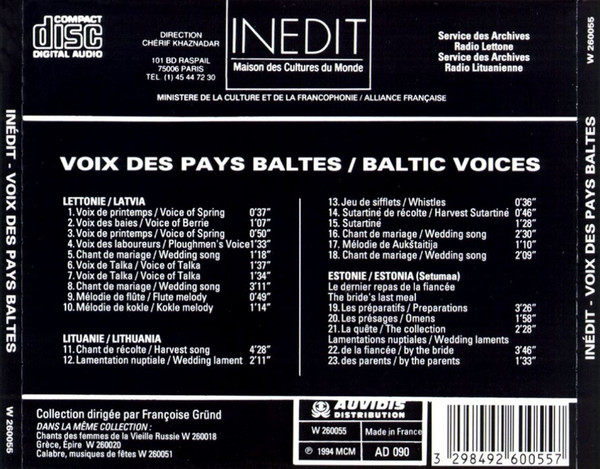 COMPACT
disc
DIGITAL AUDIO
DIRECTION
CHÉRIF KHAZNADAR
101 BD RASPAIL
75006 PARIS
TÉL. (1) 45 44 72 30
INEDIT
Maison des Cultures du Monde
Service des Archives
Radio Lettone
Service des Archives
Radio Lituanienne
MINISTERE DE LA CULTURE ET DE LA FRANCOPHONIE / ALLIANCE FRANÇAISE
VOIX DES PAYS BALTES / BALTIC VOICES
LETTONIE / LATVIA
1. Voix de printemps / Voice of Spring 0'37"
2. Voix des baies / Voice of Berrie 1'07"
3. Voix de printemps / Voice of Spring 0'50"
4. Voix des laboureurs / Ploughmen's Voice 1'33"
5. Chant de mariage / Wedding song 1'18"
6. Voix de Talka / Voice of Talka 1'37"
7. Voix de Talka / Voice of Talka 1'34"
8. Chant de mariage / Wedding song 3'11"
9. Mélodie de flûte / Flute melody 0'49"
10. Mélodie de kokle / Kokle melody 1'14"
LITUANIE / LITHUANIA
11. Chant de récolte / Harvest song 4'28"
12. Lamentation nuptiale / Wedding lament 2'11"
13. Jeu de sifflets / Whistles 0'36"
14. Sutartiné de récolte / Harvest Sutartiné 0'46"
15. Sutartiné 1'28"
16. Chant de mariage / Wedding song 2'30"
17. Mélodie de Aukštaitija 1'10"
18. Chant de mariage / Wedding song 2'09"
ESTONIE / ESTONIA (Setumaa)
Le dernier repas de la fiancée
The bride's last meal
19. Les préparatifs / Preparations 3'26"
20. Les présages / Omens 1'58"
21. La quête / The collection 2'28"
Lamentations nuptiales / Wedding laments
22. de la fiancée / by the bride 3'46"
23. des parents / by the parents 1'33"
Collection dirigée par Françoise Gründ
DANS LA MÊME COLLECTION :
Chants des femmes de la Vieille Russie W 260018
Grèce, Épire W 260020
Calabre, musiques de fêtes W 260051
AUVIDIS
DISTRIBUTION
W 260055
Made in France
℗ 1994 MCM
AD 090
3 298492 600557
INÉDIT - VOIX DES PAYS BALTES
W 260055
W 260055
INÉDIT - VOIX DES PAYS BALTES